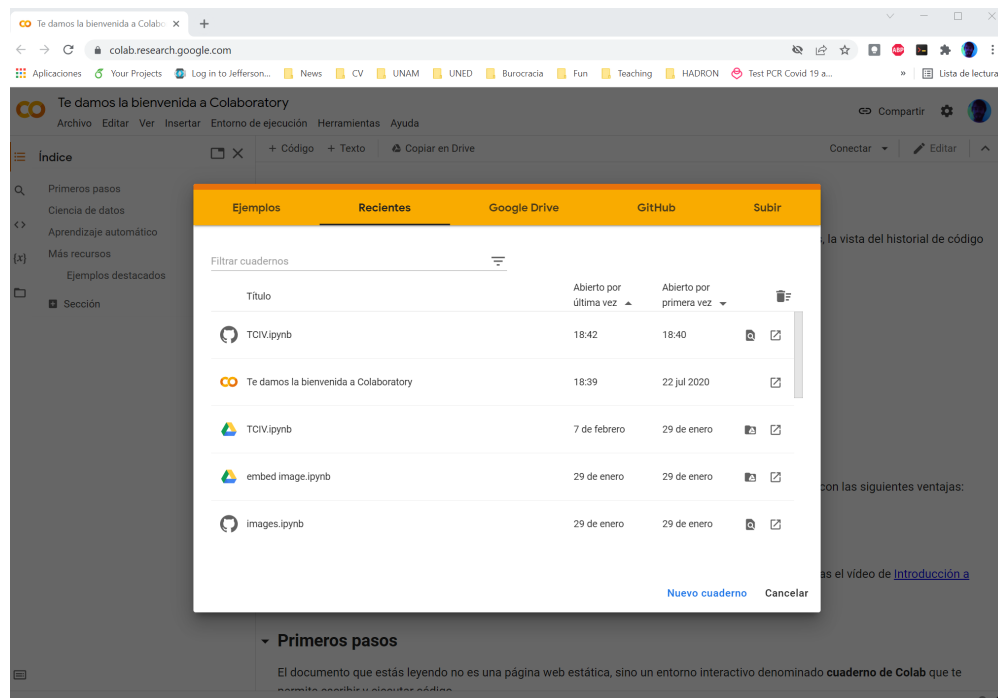 Te damos la bienvenida a Colabo
colab.research.google.com
ABP
Aplicaciones Your Projects Log in to Jefferson... News CV UNAM UNED Burocracia Fun Teaching HADRON Test PCR Covid 19 a... » Lista de lectura
Te damos la bienvenida a Colaboratory
Archivo Editar Ver Insertar Entorno de ejecución Herramientas Ayuda
Compartir
Índice
+ Código + Texto Copiar en Drive
Conectar Editar
Primeros pasos
Ciencia de datos
Aprendizaje automático
Más recursos
Ejemplos destacados
Sección
Ejemplos Recientes Google Drive GitHub Subir
, la vista del historial de código
Filtrar cuadernos
Título Abierto por última vez Abierto por primera vez
TCIV.ipynb 18:42 18:40
Te damos la bienvenida a Colaboratory 18:39 22 jul 2020
TCIV.ipynb 7 de febrero 29 de enero
embed image.ipynb 29 de enero 29 de enero
con las siguientes ventajas:
images.ipynb 29 de enero 29 de enero
as el vídeo de Introducción a
Nuevo cuaderno Cancelar
Primeros pasos
El documento que estás leyendo no es una página web estática, sino un entorno interactivo denominado cuaderno de Colab que te
permite escribir y ejecutar código.